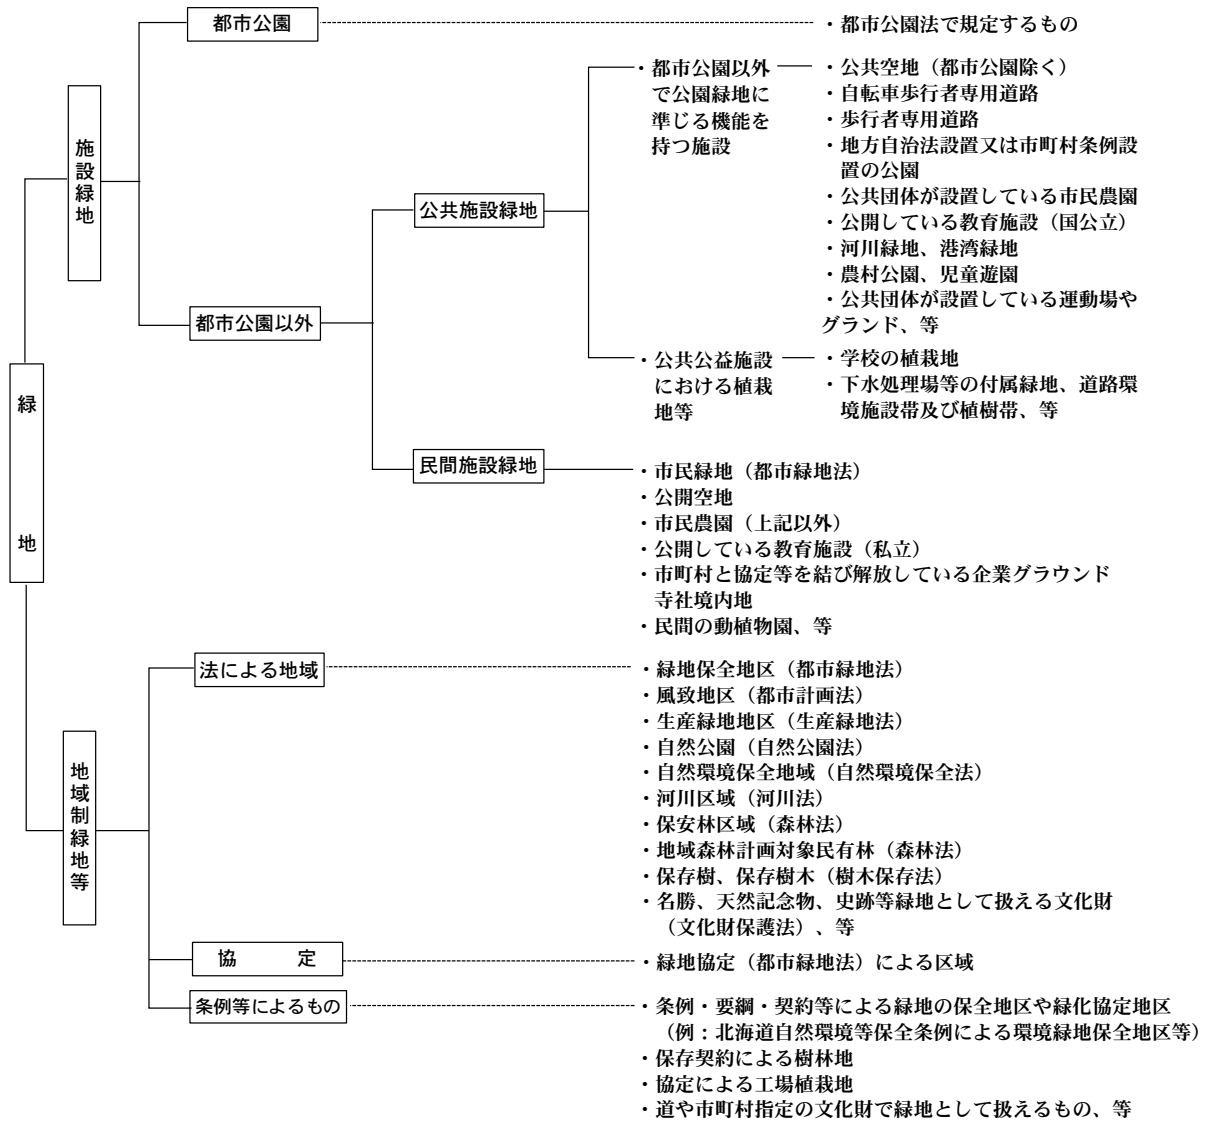 都市公園
・都市公園法で規定するもの
施設緑地
・都市公園以外
で公園緑地に
準じる機能を
持つ施設
・公共空地（都市公園除く）
・自転車歩行者専用道路
・歩行者専用道路
・地方自治法設置又は市町村条例設
置の公園
・公共団体が設置している市民農園
・公開している教育施設（国公立）
・河川緑地、港湾緑地
・農村公園、児童遊園
・公共団体が設置している運動場や
グランド、等
公共施設緑地
都市公園以外
・公共公益施設
における植栽
地等
・学校の植栽地
・下水処理場等の付属緑地、道路環
境施設帯及び植樹帯、等
緑地
民間施設緑地
・市民緑地（都市緑地法）
・公開空地
・市民農園（上記以外）
・公開している教育施設（私立）
・市町村と協定等を結び解放している企業グラウンド
寺社境内地
・民間の動植物園、等
法による地域
・緑地保全地区（都市緑地法）
・風致地区（都市計画法）
・生産緑地地区（生産緑地法）
・自然公園（自然公園法）
・自然環境保全地域（自然環境保全法）
・河川区域（河川法）
・保安林区域（森林法）
・地域森林計画対象民有林（森林法）
・保存樹、保存樹木（樹木保存法）
・名勝、天然記念物、史跡等緑地として扱える文化財
（文化財保護法）、等
地域制緑地等
協定
・緑地協定（都市緑地法）による区域
条例等によるもの
・条例・要綱・契約等による緑地の保全地区や緑化協定地区
（例：北海道自然環境等保全条例による環境緑地保全地区等）
・保存契約による樹林地
・協定による工場植栽地
・道や市町村指定の文化財で緑地として扱えるもの、等